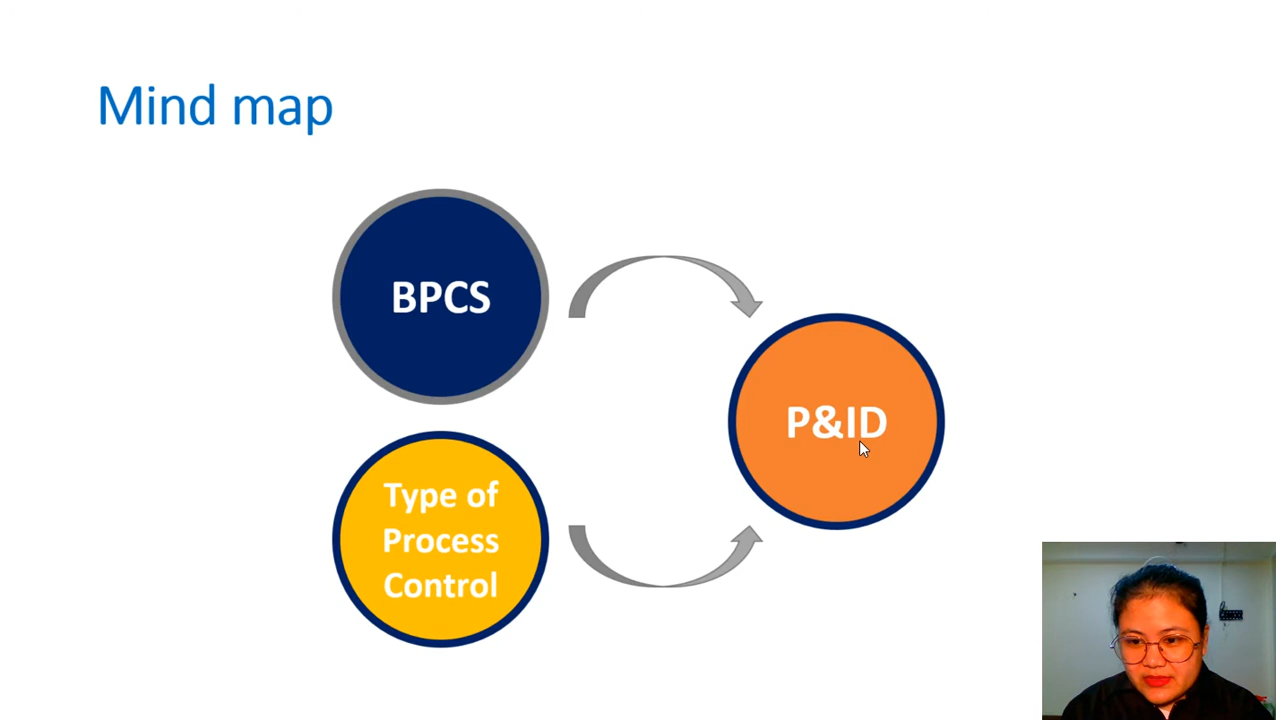 Mind map
BPCS
P&ID
Type of
Process
Control